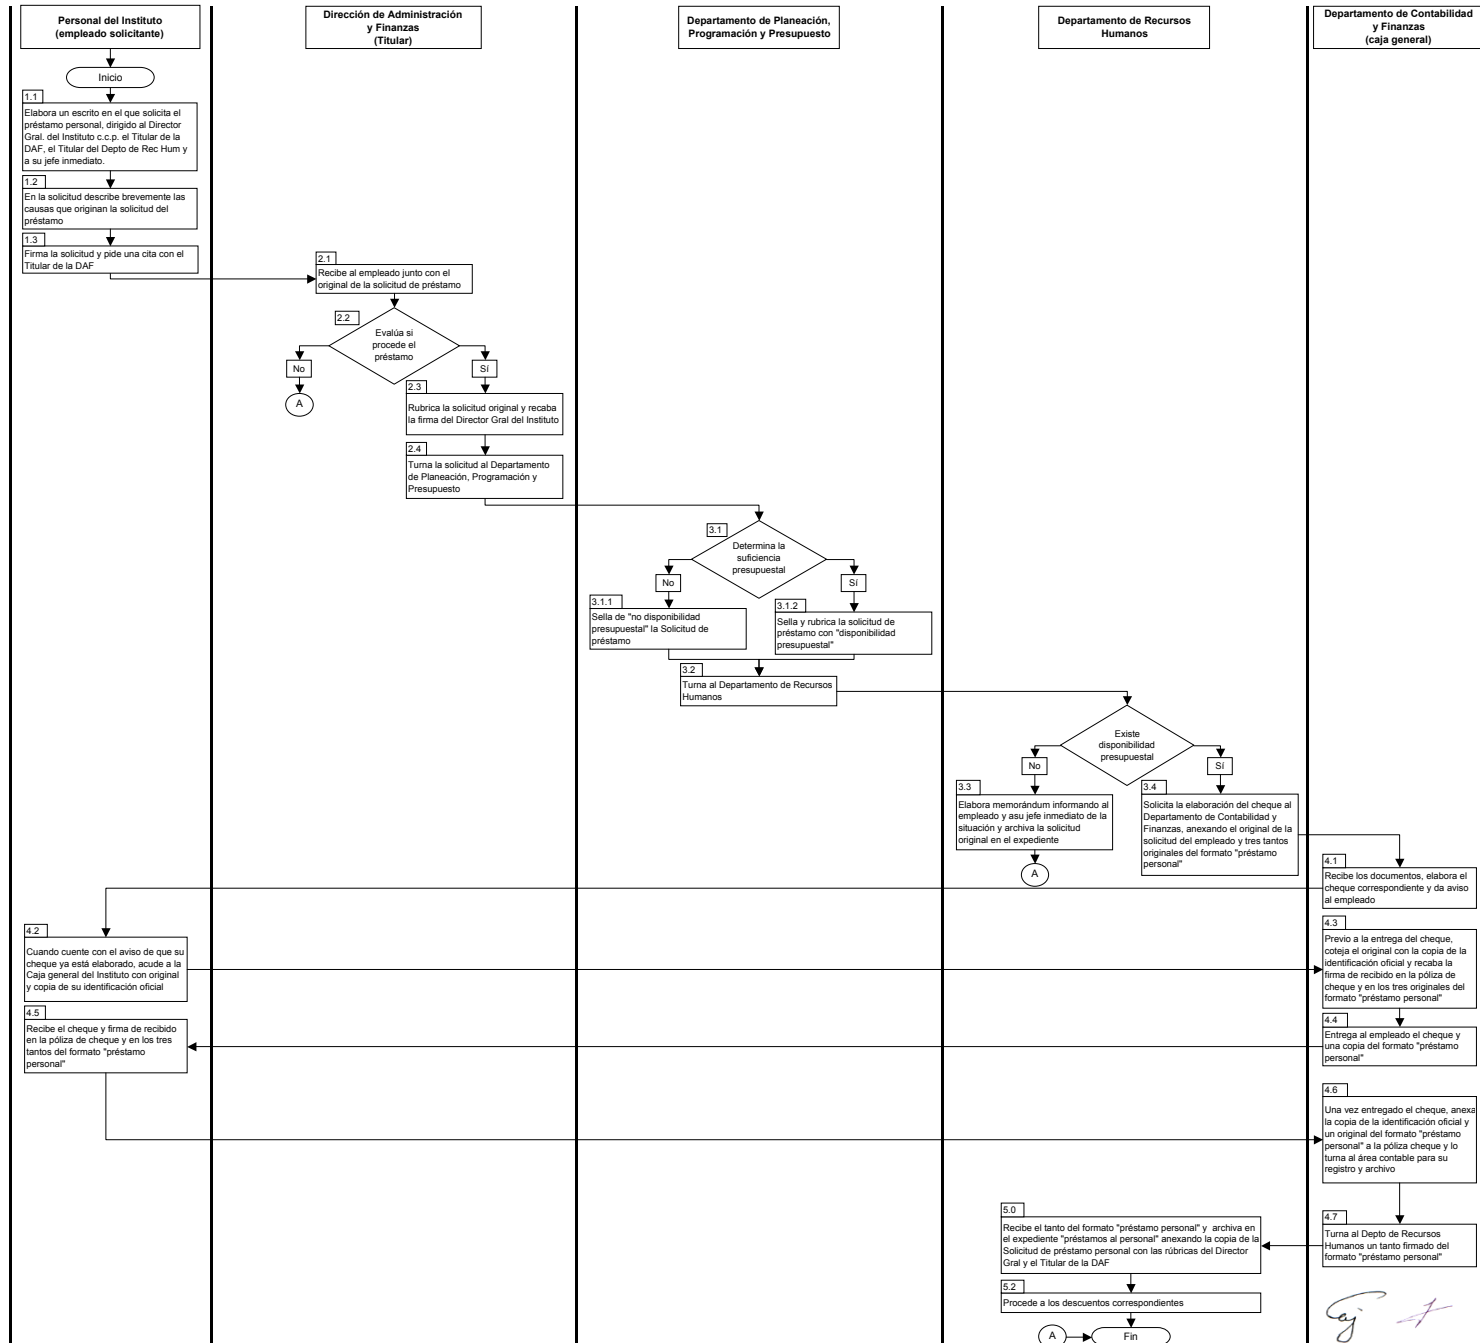 Personal del Instituto
(empleado solicitante)
Dirección de Administración
y Finanzas
(Titular)
Departamento de Planeación,
Programación y Presupuesto
Departamento de Recursos
Humanos
Departamento de Contabilidad
y Finanzas
(caja general)
Inicio
1.1
Elabora un escrito en el que solicita el
préstamo personal, dirigido al Director
Gral. del Instituto c.c.p. el Titular de la
DAF, el Titular del Depto de Rec Hum y
a su jefe inmediato.
1.2
En la solicitud describe brevemente las
causas que originan la solicitud del
préstamo
1.3
Firma la solicitud y pide una cita con el
Titular de la DAF
2.1
Recibe al empleado junto con el
original de la solicitud de préstamo
2.2
Evalúa si
procede el
préstamo
No
Sí
A
2.3
Rubrica la solicitud original y recaba
la firma del Director Gral del Instituto
2.4
Turna la solicitud al Departamento
de Planeación, Programación y
Presupuesto
3.1
Determina la
suficiencia
presupuestal
No
Sí
3.1.1
Sella de "no disponibilidad
presupuestal" la Solicitud de
préstamo
3.1.2
Sella y rubrica la solicitud de
préstamo con "disponibilidad
presupuestal"
3.2
Turna al Departamento de Recursos
Humanos
Existe
disponibilidad
presupuestal
No
Sí
3.3
Elabora memorándum informando al
empleado y asu jefe inmediato de la
situación y archiva la solicitud
original en el expediente
A
3.4
Solicita la elaboración del cheque al
Departamento de Contabilidad y
Finanzas, anexando el original de la
solicitud del empleado y tres tantos
originales del formato "préstamo
personal"
4.1
Recibe los documentos, elabora el
cheque correspondiente y da aviso
al empleado
4.2
Cuando cuente con el aviso de que su
cheque ya está elaborado, acude a la
Caja general del Instituto con original
y copia de su identificación oficial
4.3
Previo a la entrega del cheque,
coteja el original con la copia de la
identificación oficial y recaba la
firma de recibido en la póliza de
cheque y en los tres originales del
formato "préstamo personal"
4.4
Entrega al empleado el cheque y
una copia del formato "préstamo
personal"
4.5
Recibe el cheque y firma de recibido
en la póliza de cheque y en los tres
tantos del formato "préstamo
personal"
4.6
Una vez entregado el cheque, anexa
la copia de la identificación oficial y
un original del formato "préstamo
personal" a la póliza cheque y lo
turna al área contable para su
registro y archivo
4.7
Turna al Depto de Recursos
Humanos un tanto firmado del
formato "préstamo personal"
5.0
Recibe el tanto del formato "préstamo personal" y archiva en
el expediente "préstamos al personal" anexando la copia de la
Solicitud de préstamo personal con las rúbricas del Director
Gral y el Titular de la DAF
5.2
Procede a los descuentos correspondientes
A
Fin